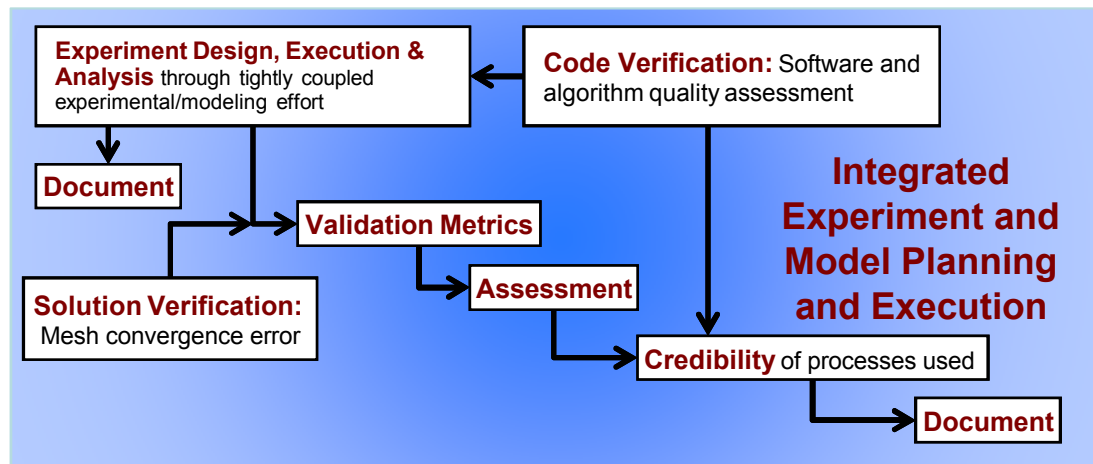 Experiment Design, Execution &
Analysis through tightly coupled
experimental/modeling effort
Code Verification: Software and
algorithm quality assessment
Document
Integrated
Experiment and
Model Planning
and Execution
Validation Metrics
Assessment
Solution Verification:
Mesh convergence error
Credibility of processes used
Document